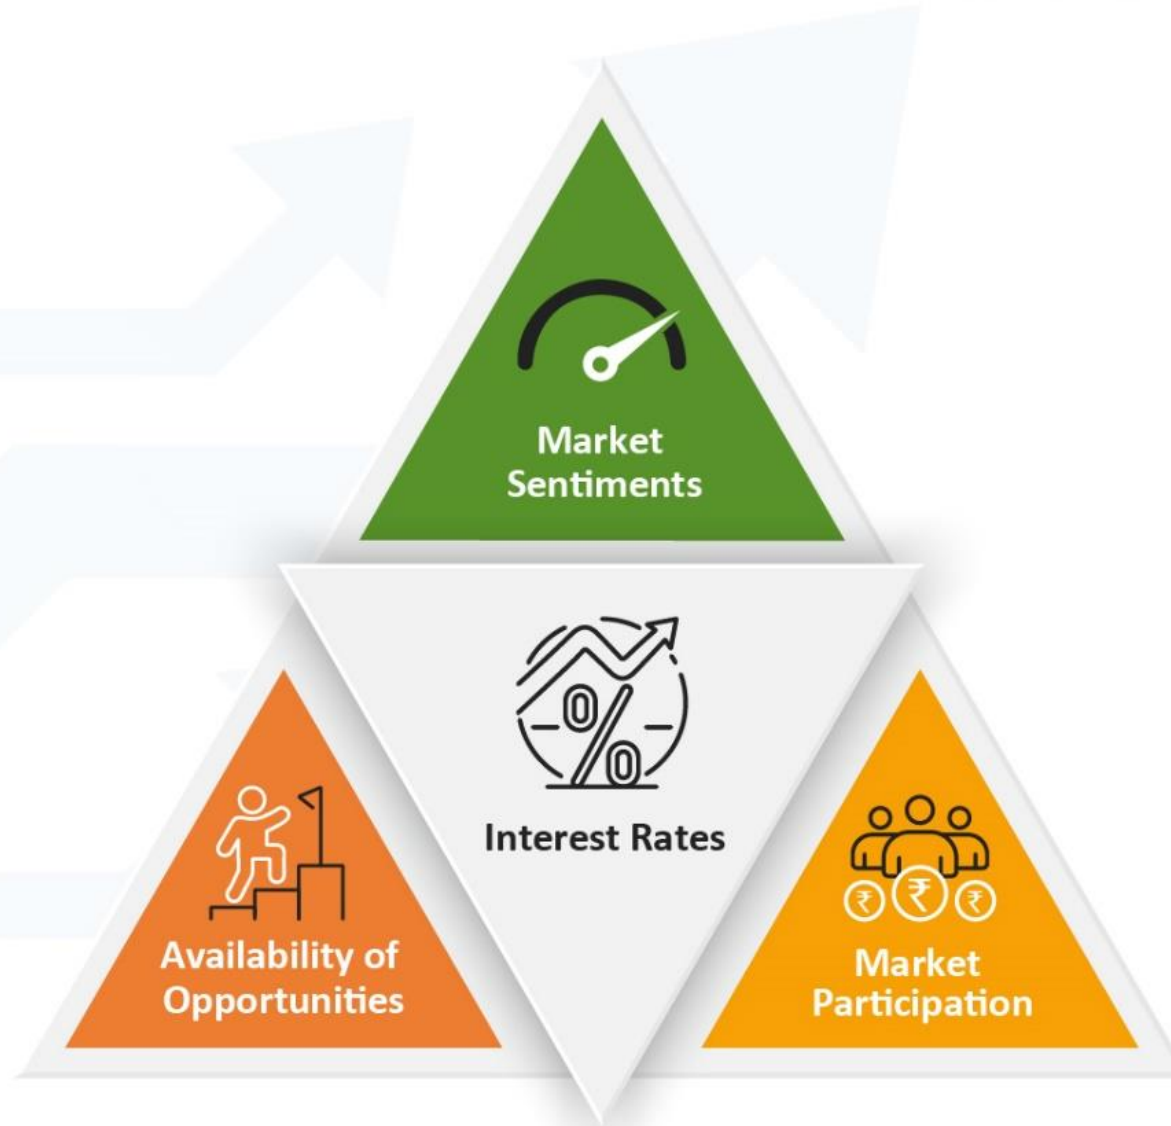 Market
Sentiments
Interest Rates
Availability of
Opportunities
₹ ₹ ₹
Market
Participation